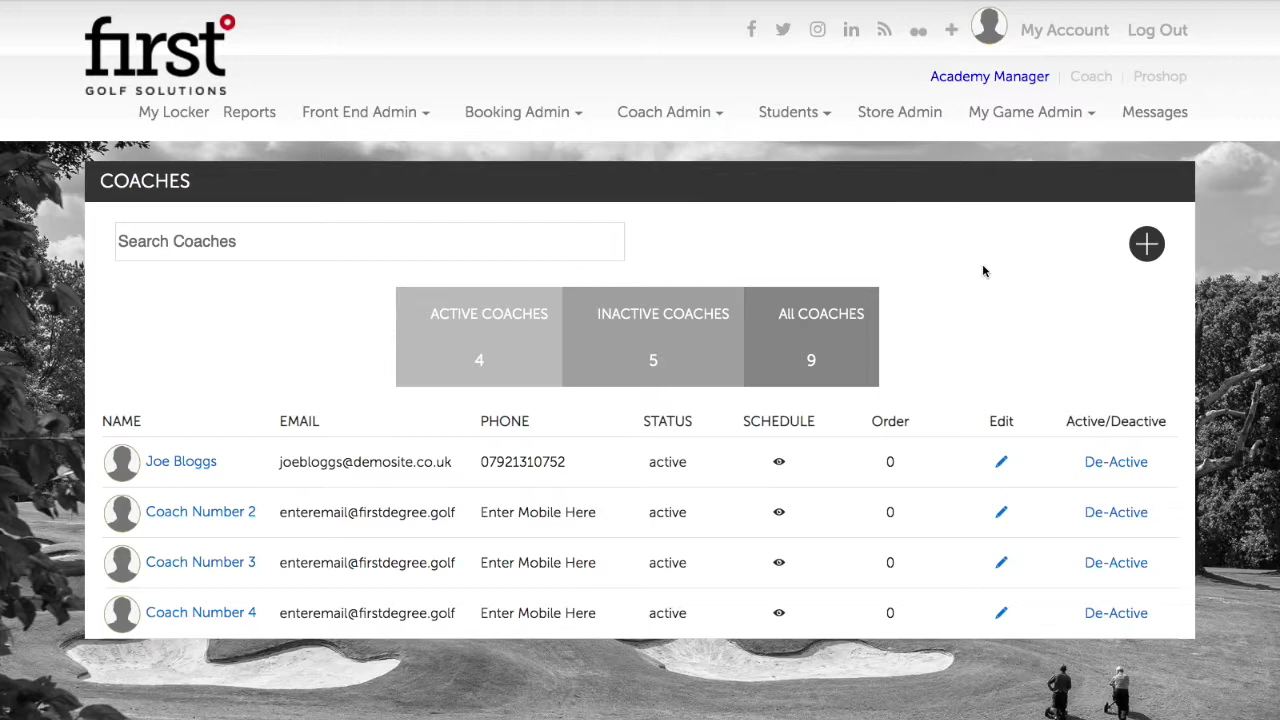 first
GOLF SOLUTIONS
My Account Log Out
Academy Manager | Coach | Proshop
My Locker Reports Front End Admin Booking Admin Coach Admin Students Store Admin My Game Admin Messages
COACHES
Search Coaches
ACTIVE COACHES INACTIVE COACHES All COACHES
4 5 9
NAME EMAIL PHONE STATUS SCHEDULE Order Edit Active/Deactive
Joe Bloggs joebloggs@demosite.co.uk 07921310752 active 0 De-Active
Coach Number 2 enteremail@firstdegree.golf Enter Mobile Here active 0 De-Active
Coach Number 3 enteremail@firstdegree.golf Enter Mobile Here active 0 De-Active
Coach Number 4 enteremail@firstdegree.golf Enter Mobile Here active 0 De-Active